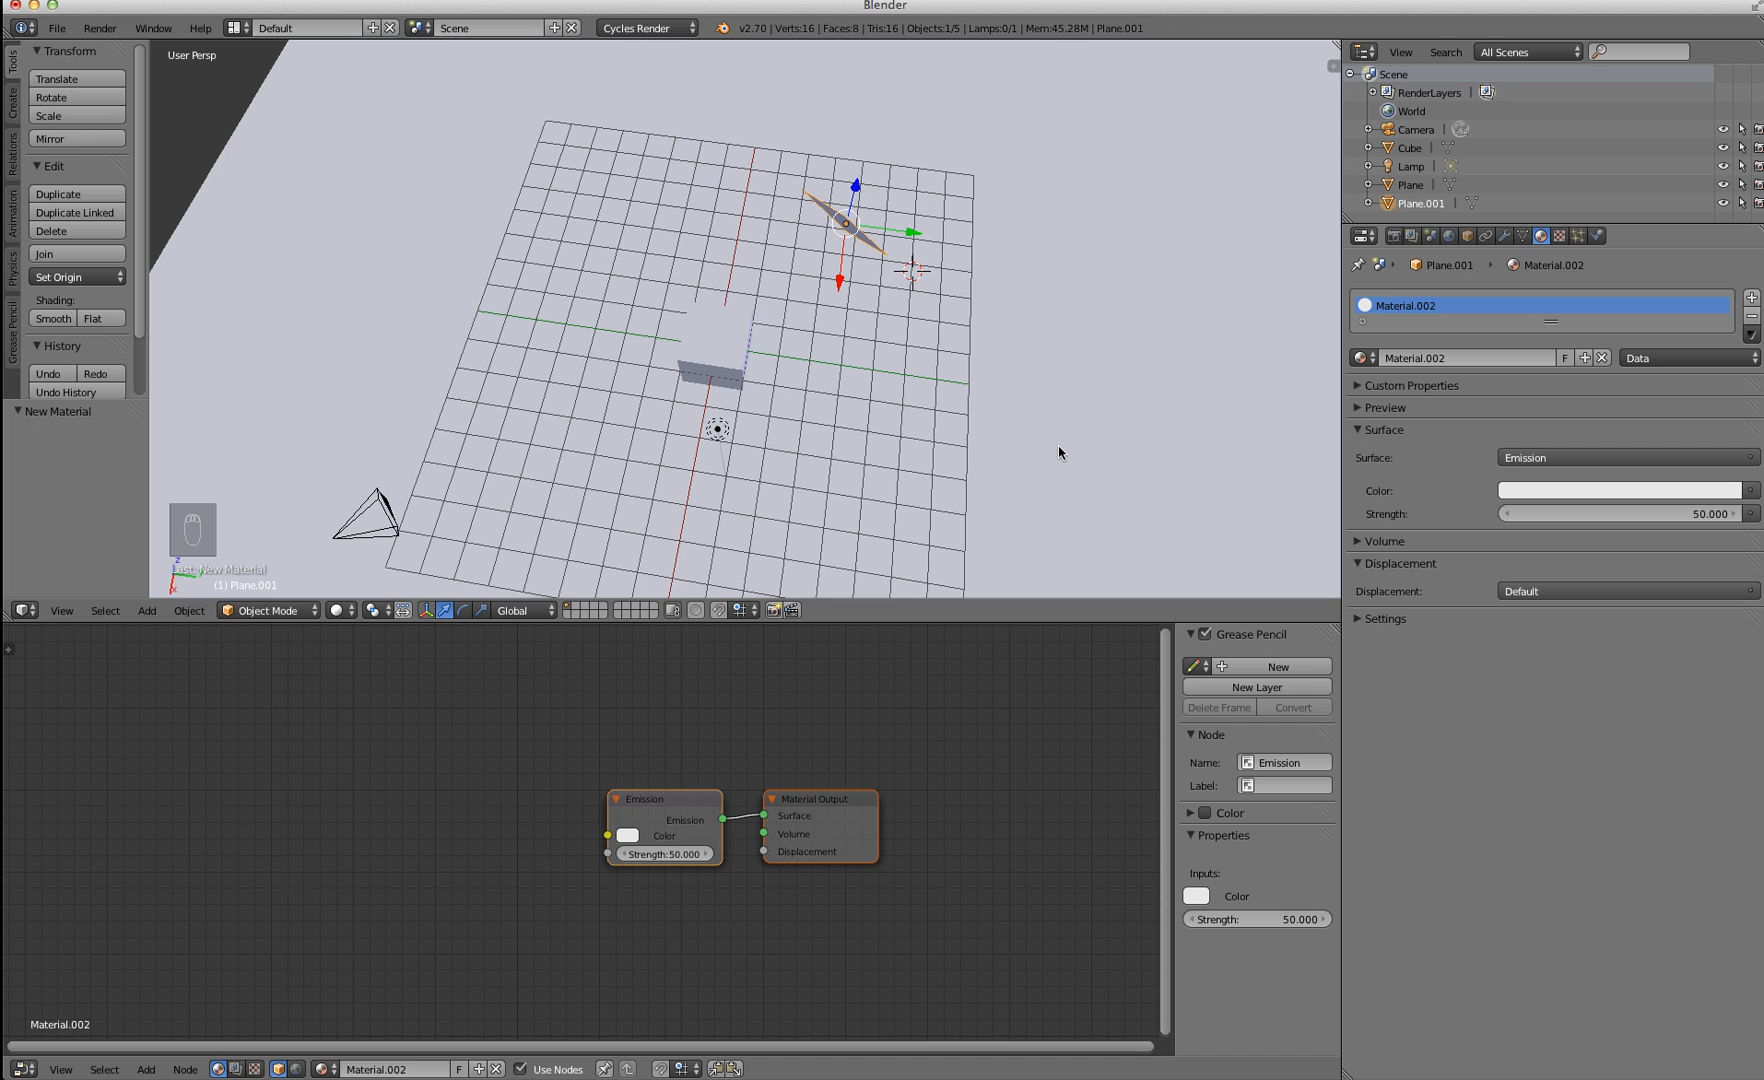 Blender
File Render Window Help Default Scene Cycles Render v2.70 | Verts:16 | Faces:8 | Tris:16 | Objects:1/5 | Lamps:0/1 | Mem:45.28M | Plane.001
Tools
Create
Relations
Animation
Physics
Grease Pencil
Transform
Translate
Rotate
Scale
Mirror
Edit
Duplicate
Duplicate Linked
Delete
Join
Set Origin
Shading:
Smooth Flat
History
Undo Redo
Undo History
New Material
User Persp
Last: New Material
(1) Plane.001
z
x
View Select Add Object Object Mode Global
View Search All Scenes
Scene
RenderLayers |
World
Camera |
Cube |
Lamp |
Plane |
Plane.001 |
Plane.001 Material.002
Material.002
Material.002 F Data
Custom Properties
Preview
Surface
Surface: Emission
Color:
Strength: 50.000
Volume
Displacement
Displacement: Default
Settings
Emission
Emission
Color
Strength:50.000
Material Output
Surface
Volume
Displacement
Material.002
Grease Pencil
New
New Layer
Delete Frame Convert
Node
Name: Emission
Label:
Color
Properties
Inputs:
Color
Strength: 50.000
View Select Add Node Material.002 F Use Nodes